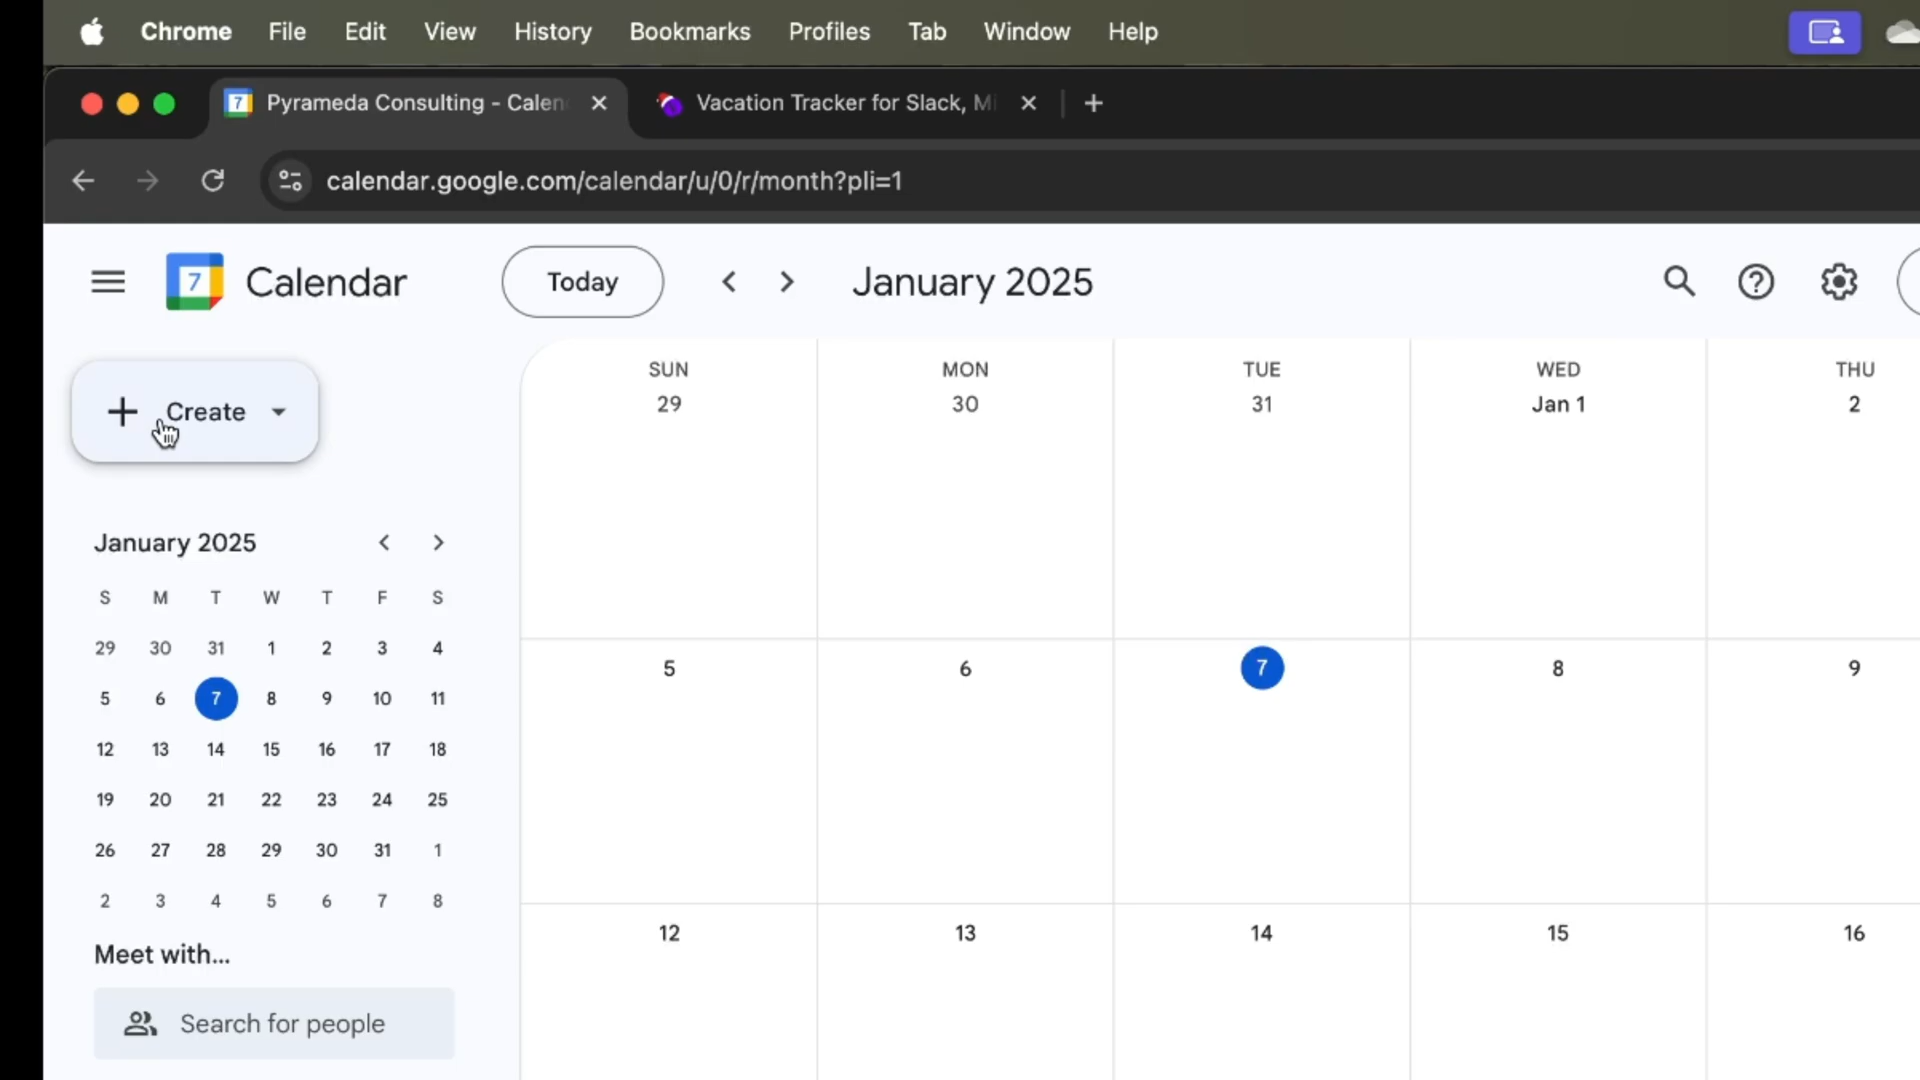 Chrome File Edit View History Bookmarks Profiles Tab Window Help
7 Pyrameda Consulting - Calen
Vacation Tracker for Slack, Mi
calendar.google.com/calendar/u/0/r/month?pli=1
7 Calendar Today January 2025
Create
January 2025
S M T W T F S
29 30 31 1 2 3 4
5 6 7 8 9 10 11
12 13 14 15 16 17 18
19 20 21 22 23 24 25
26 27 28 29 30 31 1
2 3 4 5 6 7 8
Meet with...
Search for people
SUN MON TUE WED THU
29 30 31 Jan 1 2
5 6 7 8 9
12 13 14 15 16